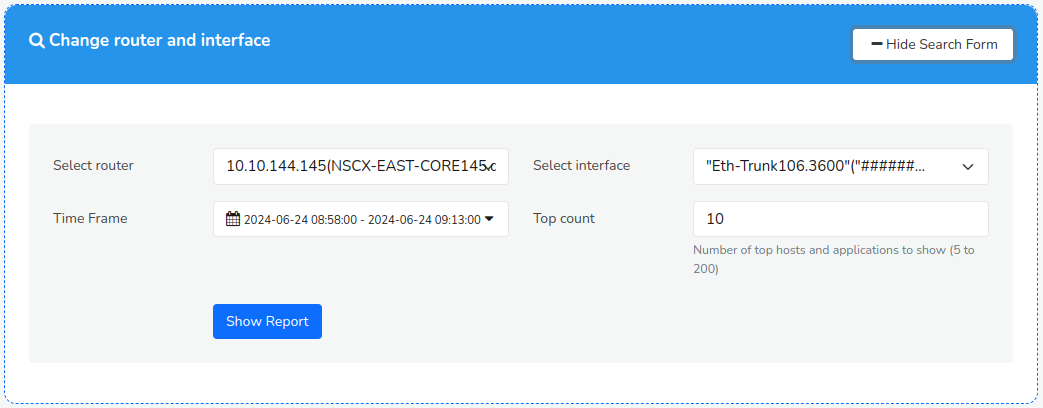 Change router and interface
Hide Search Form
Select router
10.10.144.145(NSCX-EAST-CORE145.c
Select interface
"Eth-Trunk106.3600"("######...
Time Frame
2024-06-24 08:58:00 - 2024-06-24 09:13:00
Top count
10
Number of top hosts and applications to show (5 to
200)
Show Report